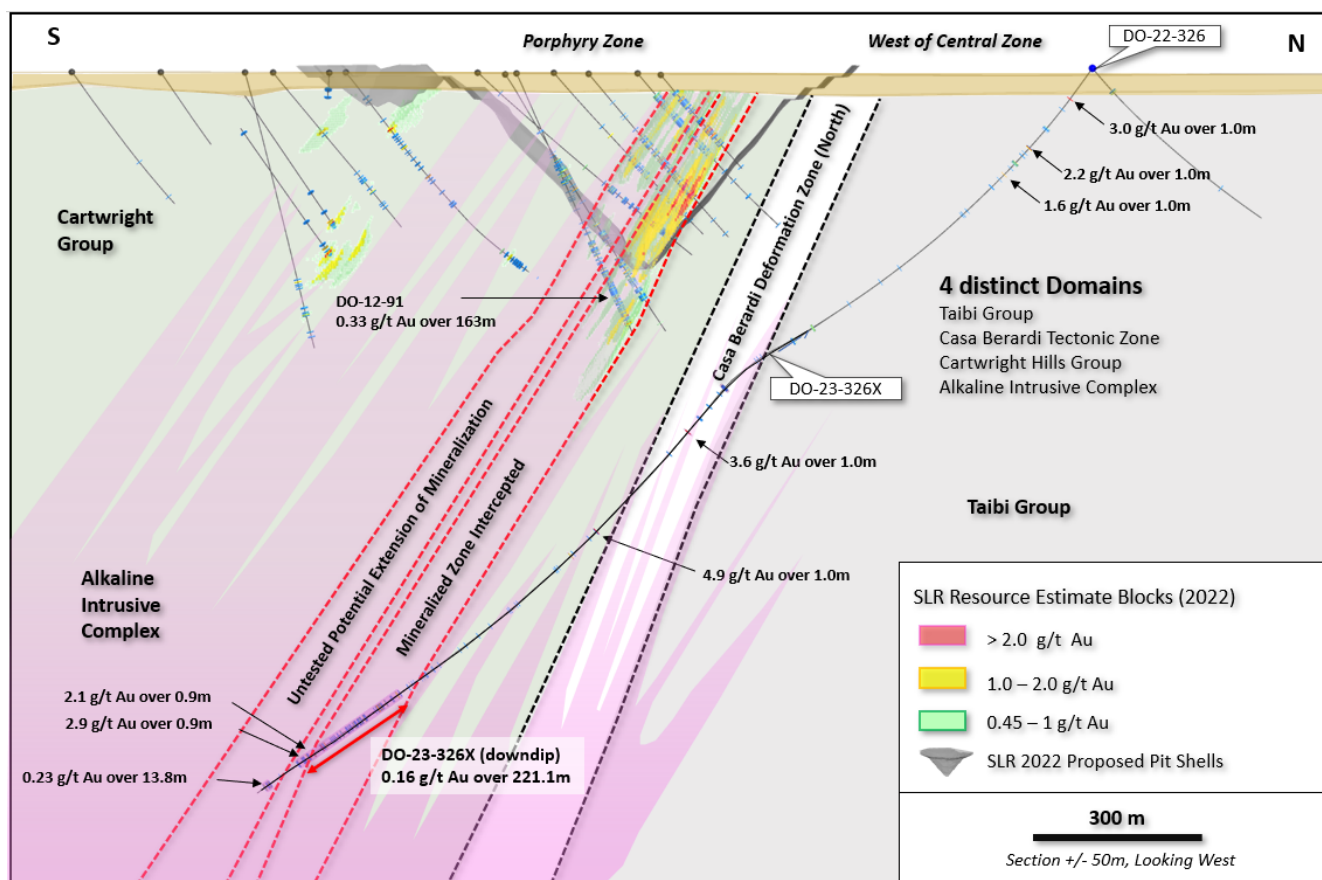 S
Porphyry Zone
West of Central Zone
DO-22-326
N
3.0 g/t Au over 1.0m
2.2 g/t Au over 1.0m
1.6 g/t Au over 1.0m
Cartwright
Group
Casa Berardi Deformation Zone (North)
DO-12-91
0.33 g/t Au over 163m
4 distinct Domains
Taibi Group
Casa Berardi Tectonic Zone
Cartwright Hills Group
Alkaline Intrusive Complex
DO-23-326X
3.6 g/t Au over 1.0m
Untested Potential Extension of Mineralization
Mineralized Zone Intercepted
Taibi Group
4.9 g/t Au over 1.0m
Alkaline
Intrusive
Complex
2.1 g/t Au over 0.9m
2.9 g/t Au over 0.9m
0.23 g/t Au over 13.8m
DO-23-326X (downdip)
0.16 g/t Au over 221.1m
SLR Resource Estimate Blocks (2022)
> 2.0 g/t Au
1.0 – 2.0 g/t Au
0.45 – 1 g/t Au
SLR 2022 Proposed Pit Shells
300 m
Section +/- 50m, Looking West